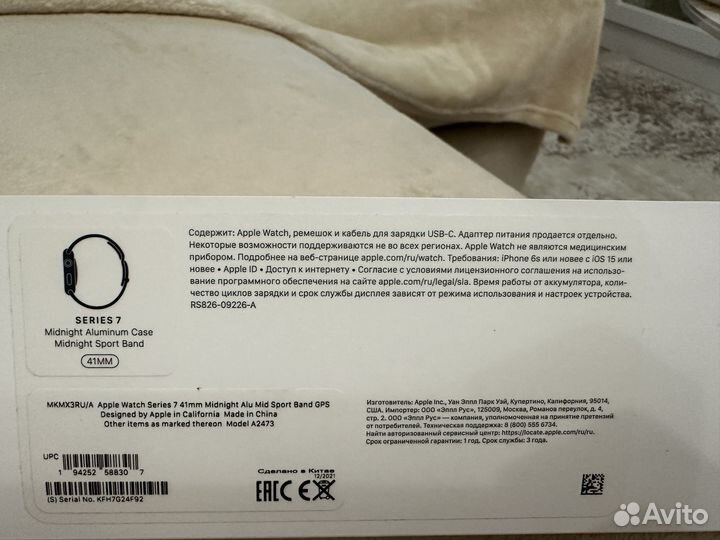 SERIES 7
Midnight Aluminum Case
Midnight Sport Band
41MM
Содержит: Apple Watch, ремешок и кабель для зарядки USB-C. Адаптер питания продается отдельно.
Некоторые возможности поддерживаются не во всех регионах. Apple Watch не являются медицинским
прибором. Подробнее на веб-странице apple.com/ru/watch. Требования: iPhone 6s или новее с iOS 15 или
новее • Apple ID • Доступ к интернету • Согласие с условиями лицензионного соглашения на использо-
вание программного обеспечения на сайте apple.com/ru/legal/sla. Время работы от аккумулятора, коли-
чество циклов зарядки и срок службы дисплея зависят от режима использования и настроек устройства.
RS826-09226-A
MKMX3RU/A Apple Watch Series 7 41mm Midnight Alu Mid Sport Band GPS
Designed by Apple in California Made in China
Other items as marked thereon Model A2473
UPC
1 94252 58830 7
(S) Serial No. KFH7G24F92
Сделано в Китае
12/2021
EAC CE
Изготовитель: Apple Inc., Уан Эппл Парк Уэй, Купертино, Калифорния, 95014,
США. Импортер: ООО «Эппл Рус», 125009, Москва, Романов переулок, д. 4,
стр. 2. ООО «Эппл Рус» — компания, уполномоченная на принятие претензий
от потребителей. Техническая поддержка: 8 (800) 555 6734.
Найти авторизованный сервисный центр: https://locate.apple.com/ru/ru.
Срок ограниченной гарантии: 1 год. Срок службы: 3 года.
Avito